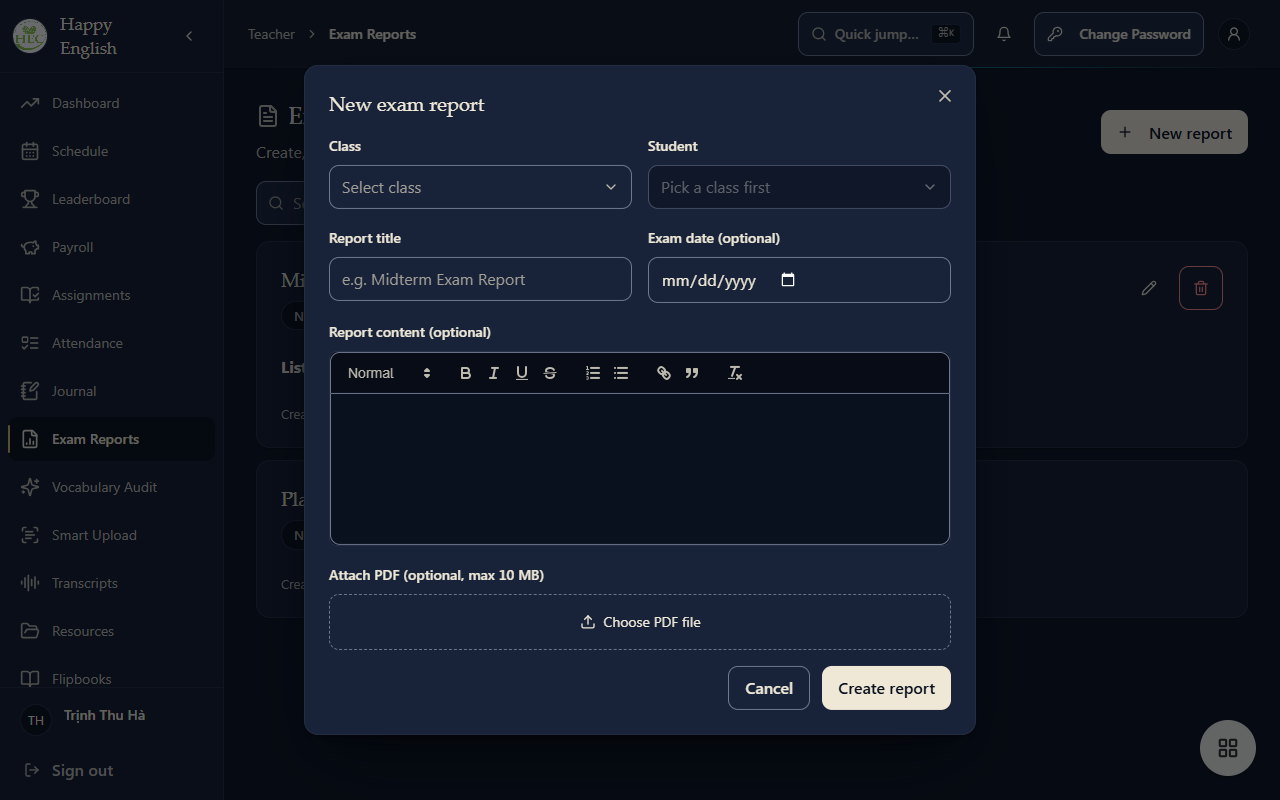 HEC
Happy
English
Teacher
Exam Reports
Quick jump...
⌘K
Change Password
Dashboard
Schedule
Leaderboard
Payroll
Assignments
Attendance
Journal
Exam Reports
Vocabulary Audit
Smart Upload
Transcripts
Resources
Flipbooks
TH
Trịnh Thu Hà
Sign out
New report
New exam report
Class
Student
Select class
Pick a class first
Report title
Exam date (optional)
e.g. Midterm Exam Report
mm/dd/yyyy
Report content (optional)
Normal
Attach PDF (optional, max 10 MB)
Choose PDF file
Cancel
Create report